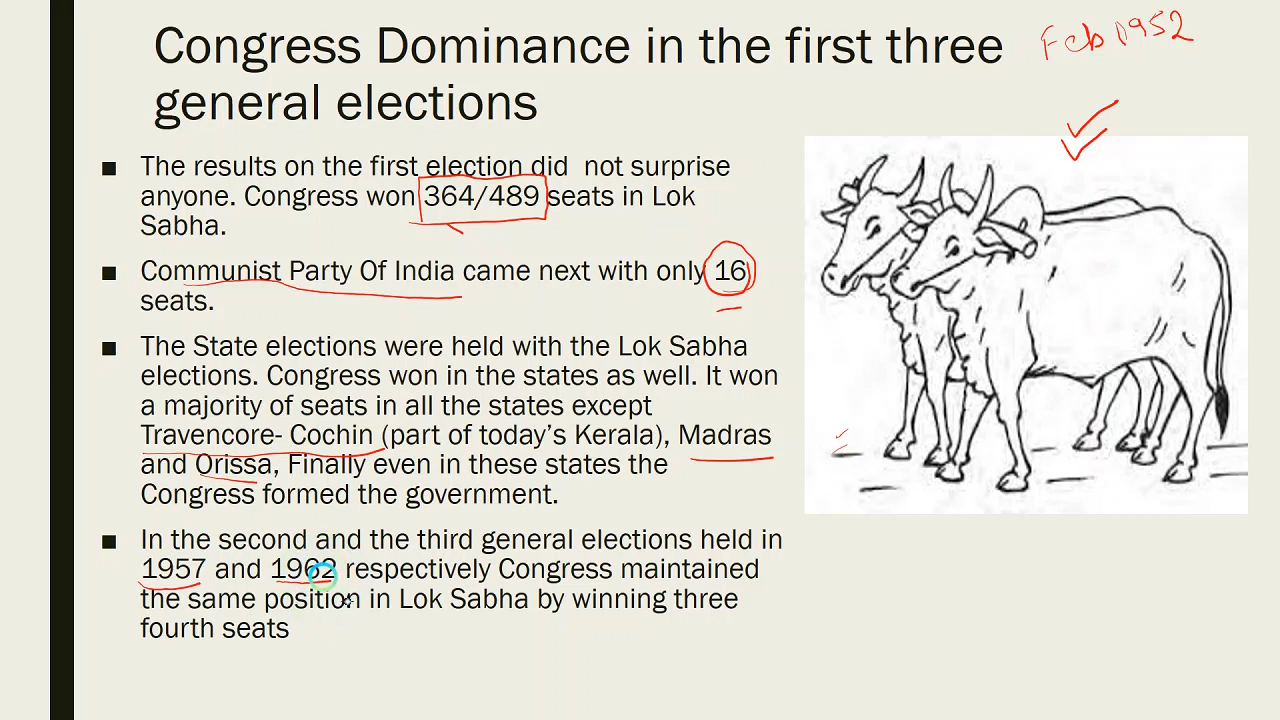 Congress Dominance in the first three
general elections
Feb 1952
■ The results on the first election did not surprise
anyone. Congress won 364/489 seats in Lok
Sabha.
■ Communist Party Of India came next with only 16
seats.
■ The State elections were held with the Lok Sabha
elections. Congress won in the states as well. It won
a majority of seats in all the states except
Travencore- Cochin (part of today's Kerala), Madras
and Orissa, Finally even in these states the
Congress formed the government.
■ In the second and the third general elections held in
1957 and 1962 respectively Congress maintained
the same position in Lok Sabha by winning three
fourth seats